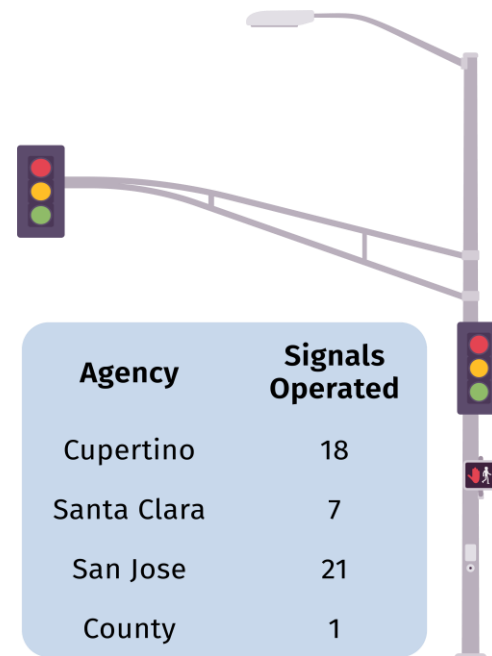 Agency Signals Operated
Cupertino 18
Santa Clara 7
San Jose 21
County 1